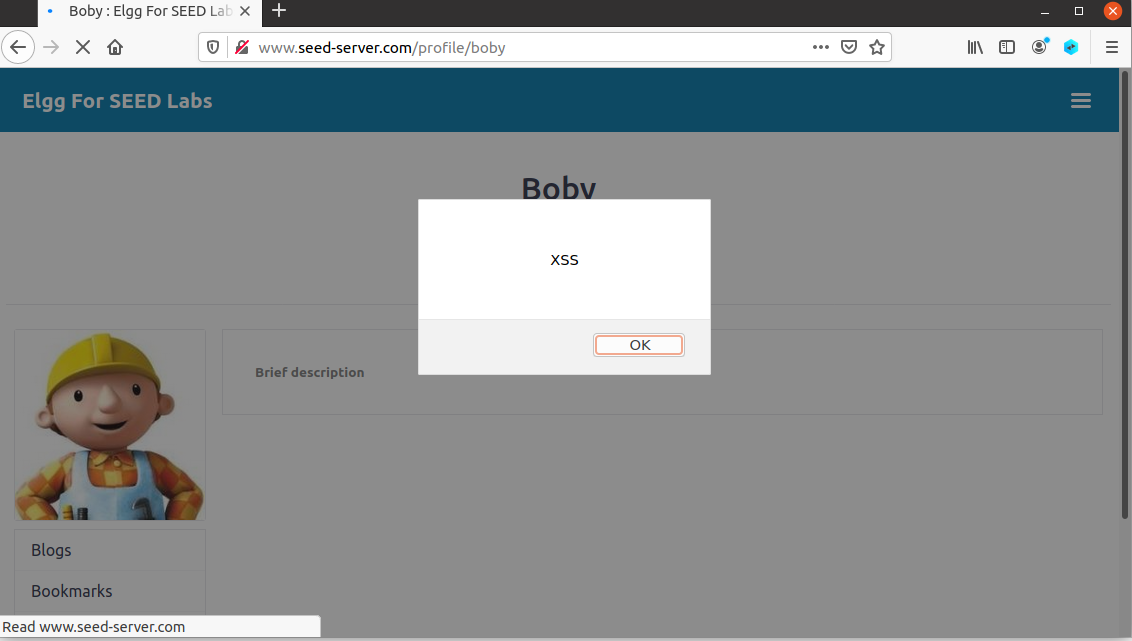 Boby : Elgg For SEED Lab
www.seed-server.com/profile/boby
Elgg For SEED Labs
Boby
XSS
OK
Brief description
Blogs
Bookmarks
Read www.seed-server.com